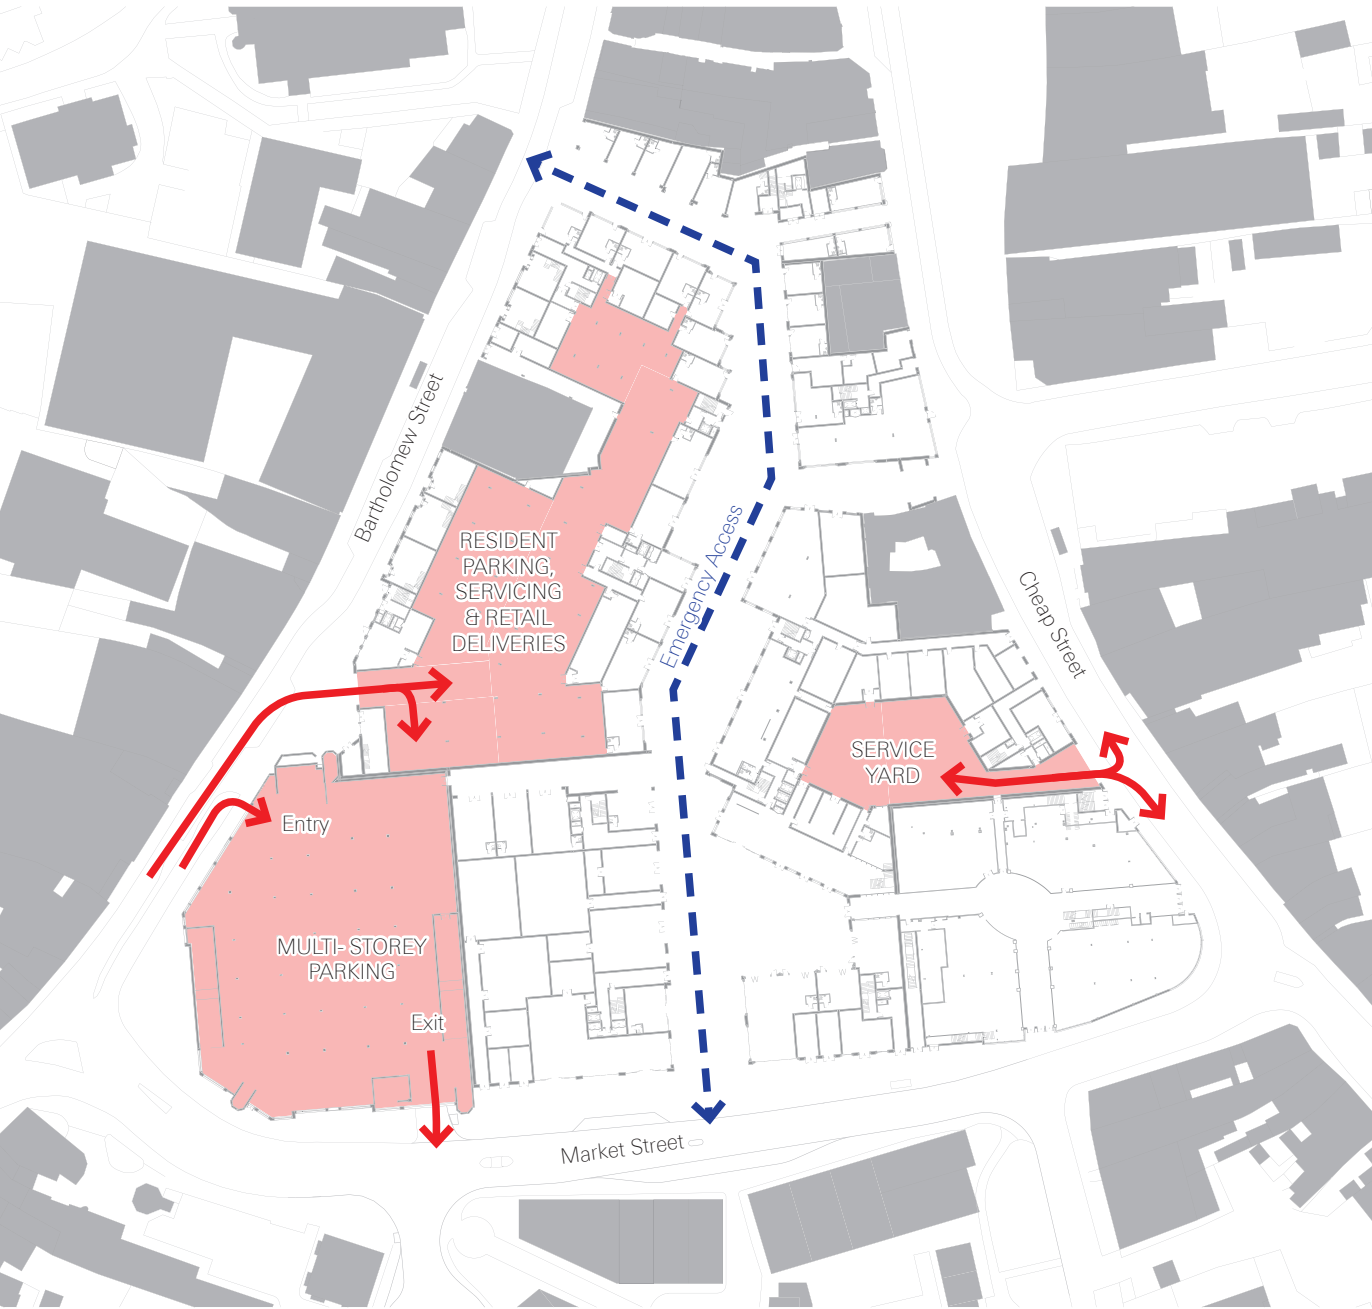 Bartholomew Street
RESIDENT
PARKING,
SERVICING
& RETAIL
DELIVERIES
Emergency Access
Cheap Street
SERVICE
YARD
Entry
MULTI- STOREY
PARKING
Exit
Market Street